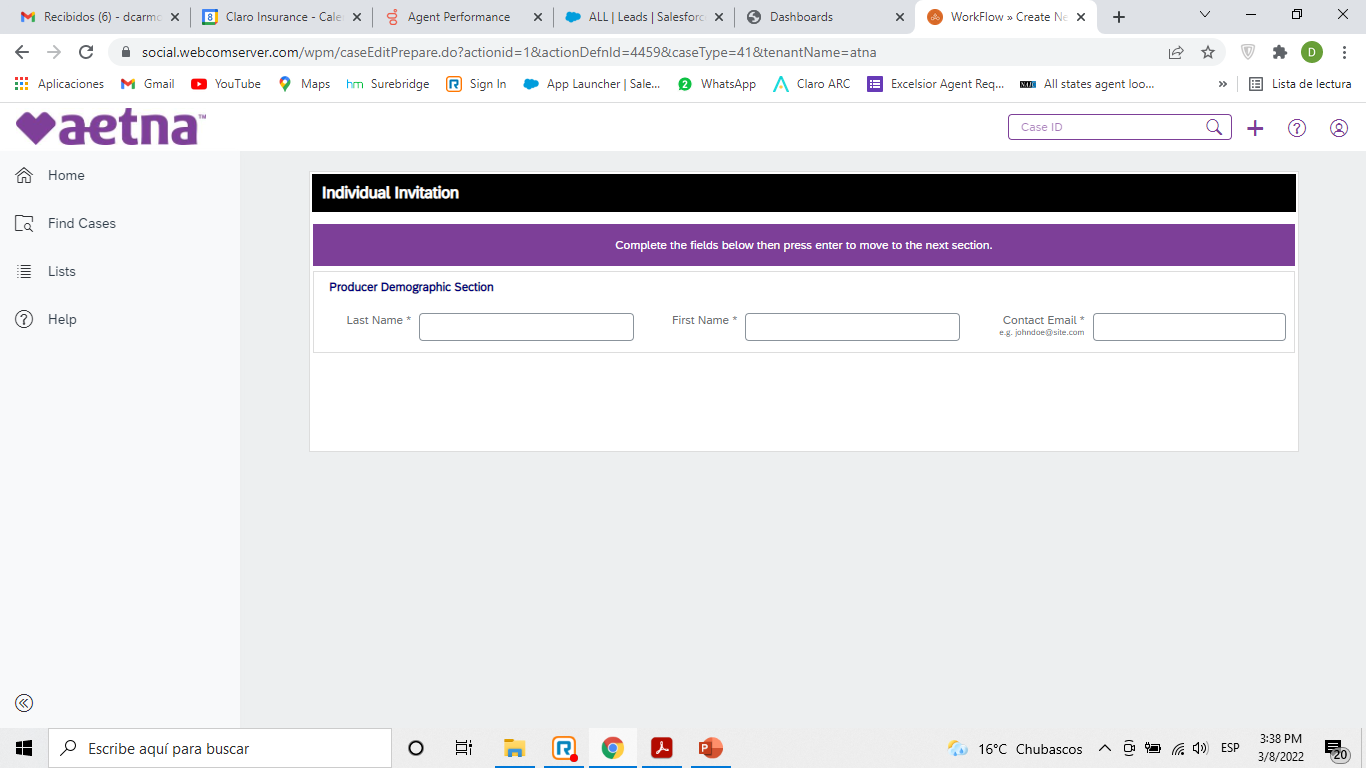 Recibidos (6) - dcarmo
Claro Insurance - Cale
Agent Performance
ALL | Leads | Salesforc
Dashboards
WorkFlow » Create Ne
social.webcomserver.com/wpm/caseEditPrepare.do?actionid=1&actionDefnId=4459&caseType=41&tenantName=atna
D
Aplicaciones
Gmail
YouTube
Maps
hm Surebridge
Sign In
App Launcher | Sale...
2 WhatsApp
Claro ARC
Excelsior Agent Req...
All states agent loo...
»
Lista de lectura
aetna™
Case ID
Home
Find Cases
Lists
Help
Individual Invitation
Complete the fields below then press enter to move to the next section.
Producer Demographic Section
Last Name *
First Name *
Contact Email *
e.g. johndoe@site.com
Escribe aquí para buscar
16°C Chubascos
ESP
3:38 PM
3/8/2022
20